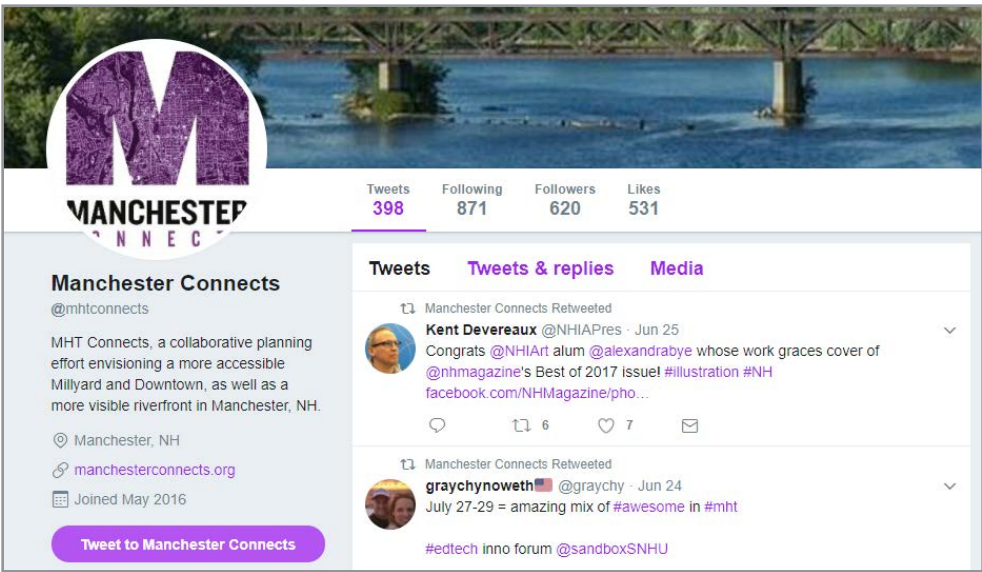 MANCHESTER
CONNECTS
Tweets Following Followers Likes
398 871 620 531
Manchester Connects
@mhtconnects
MHT Connects, a collaborative planning
effort envisioning a more accessible
Millyard and Downtown, as well as a
more visible riverfront in Manchester, NH.
Manchester, NH
manchesterconnects.org
Joined May 2016
Tweet to Manchester Connects
Tweets Tweets & replies Media
Manchester Connects Retweeted
Kent Devereaux @NHIAPres · Jun 25
Congrats @NHIArt alum @alexandrabye whose work graces cover of
@nhmagazine's Best of 2017 issue! #illustration #NH
facebook.com/NHMagazine/pho…
6 7
Manchester Connects Retweeted
graychynoweth🇺🇸 @graychy · Jun 24
July 27-29 = amazing mix of #awesome in #mht
#edtech inno forum @sandboxSNHU